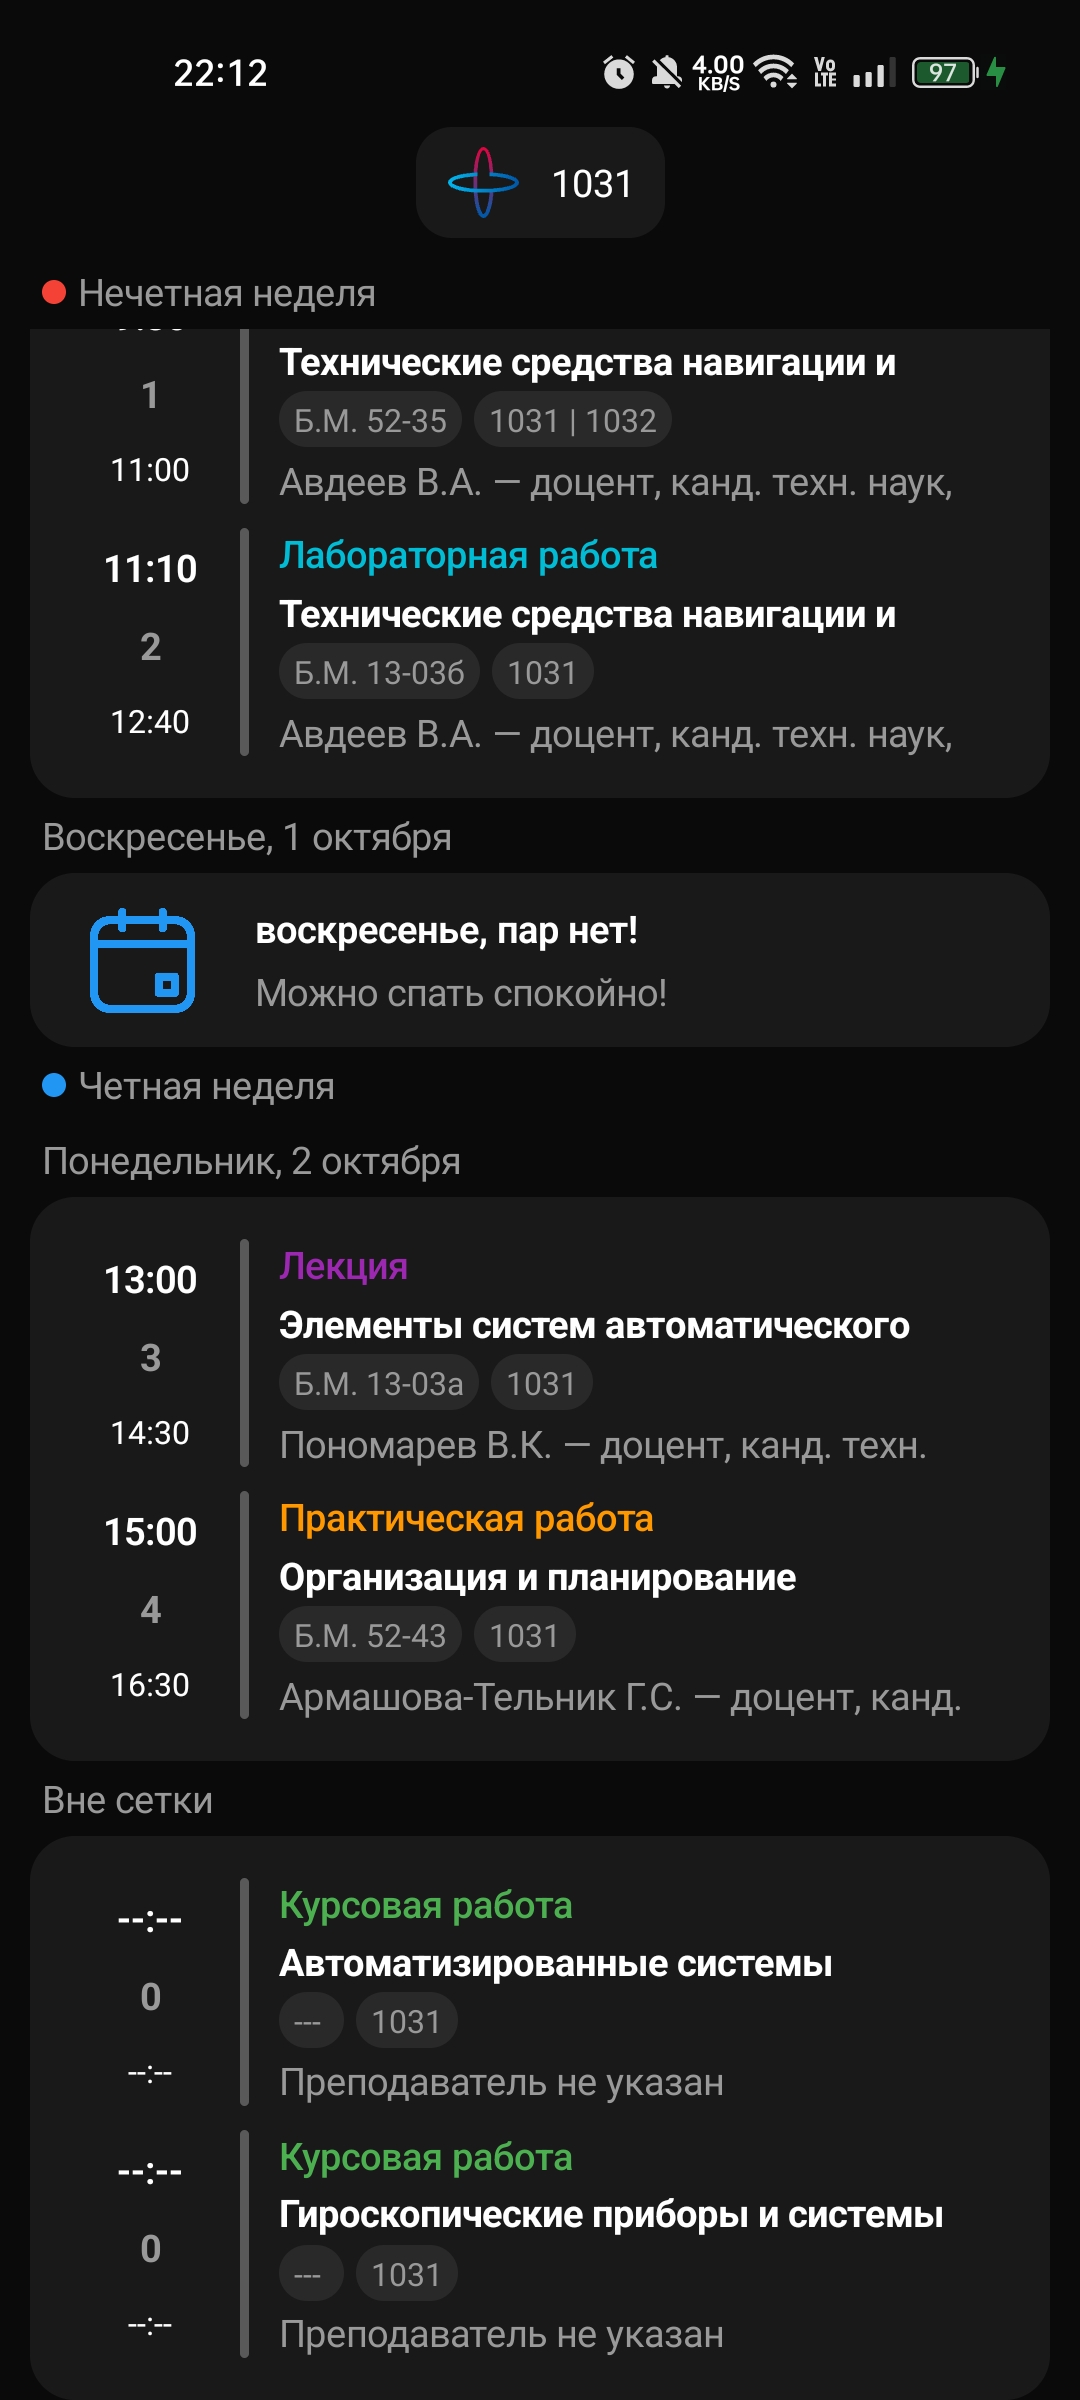 22:12
4.00 KB/S
Vo LTE
97
1031
Нечетная неделя
Технические средства навигации и
1
Б.М. 52-35
1031 | 1032
11:00
Авдеев В.А. — доцент, канд. техн. наук,
Лабораторная работа
11:10
Технические средства навигации и
2
Б.М. 13-03б
1031
12:40
Авдеев В.А. — доцент, канд. техн. наук,
Воскресенье, 1 октября
воскресенье, пар нет!
Можно спать спокойно!
Четная неделя
Понедельник, 2 октября
Лекция
13:00
Элементы систем автоматического
3
Б.М. 13-03а
1031
14:30
Пономарев В.К. — доцент, канд. техн.
Практическая работа
15:00
Организация и планирование
4
Б.М. 52-43
1031
16:30
Армашова-Тельник Г.С. — доцент, канд.
Вне сетки
Курсовая работа
--:--
Автоматизированные системы
0
---
1031
--:--
Преподаватель не указан
Курсовая работа
--:--
Гироскопические приборы и системы
0
---
1031
--:--
Преподаватель не указан